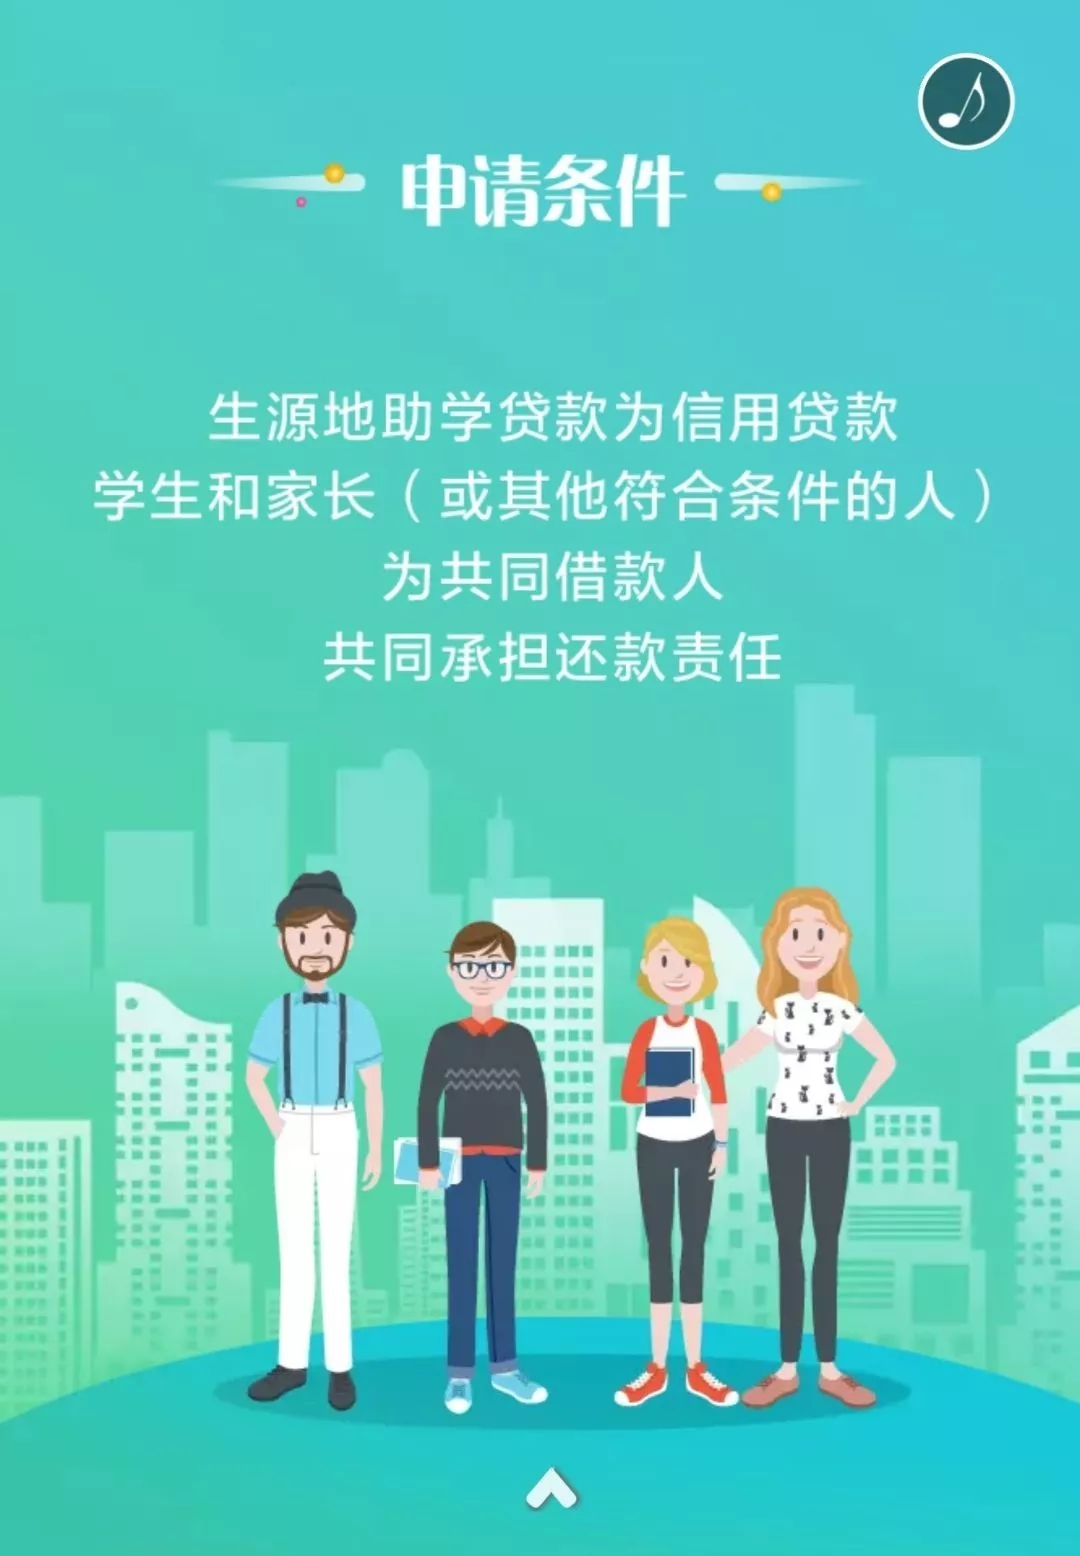 申请条件
生源地助学贷款为信用贷款
学生和家长（或其他符合条件的人）
为共同借款人
共同承担还款责任